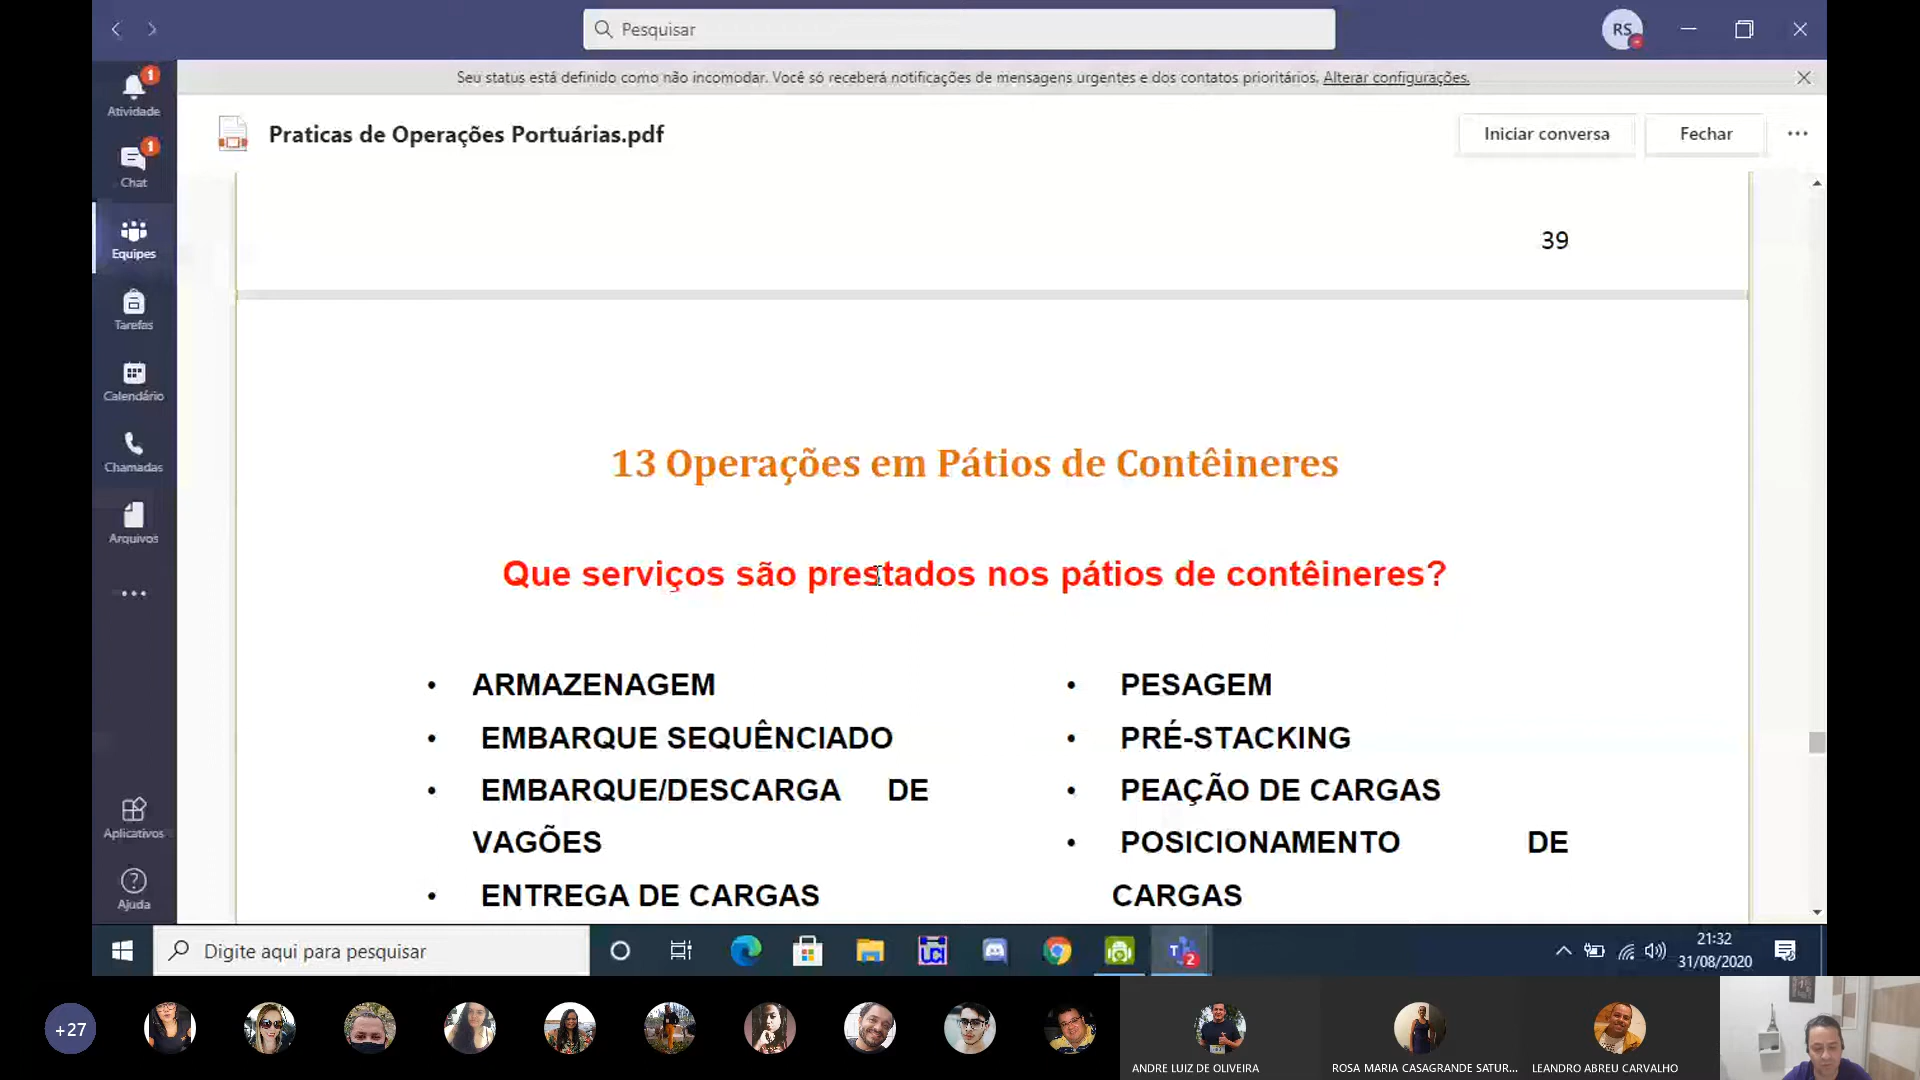 Pesquisar
RS
Seu status está definido como não incomodar. Você só receberá notificações de mensagens urgentes e dos contatos prioritários. Alterar configurações.
1
Atividade
1
Chat
Equipes
Tarefas
Calendário
Chamadas
Arquivos
Aplicativos
Ajuda
Praticas de Operações Portuárias.pdf
Iniciar conversa
Fechar
39
13 Operações em Pátios de Contêineres
Que serviços são prestados nos pátios de contêineres?
• ARMAZENAGEM
• EMBARQUE SEQUÊNCIADO
• EMBARQUE/DESCARGA DE
VAGÕES
• ENTREGA DE CARGAS
• PESAGEM
• PRÉ-STACKING
• PEAÇÃO DE CARGAS
• POSICIONAMENTO DE
CARGAS
Digite aqui para pesquisar
UC
T
2
21:32
31/08/2020
+27
ANDRE LUIZ DE OLIVEIRA
ROSA MARIA CASAGRANDE SATUR...
LEANDRO ABREU CARVALHO